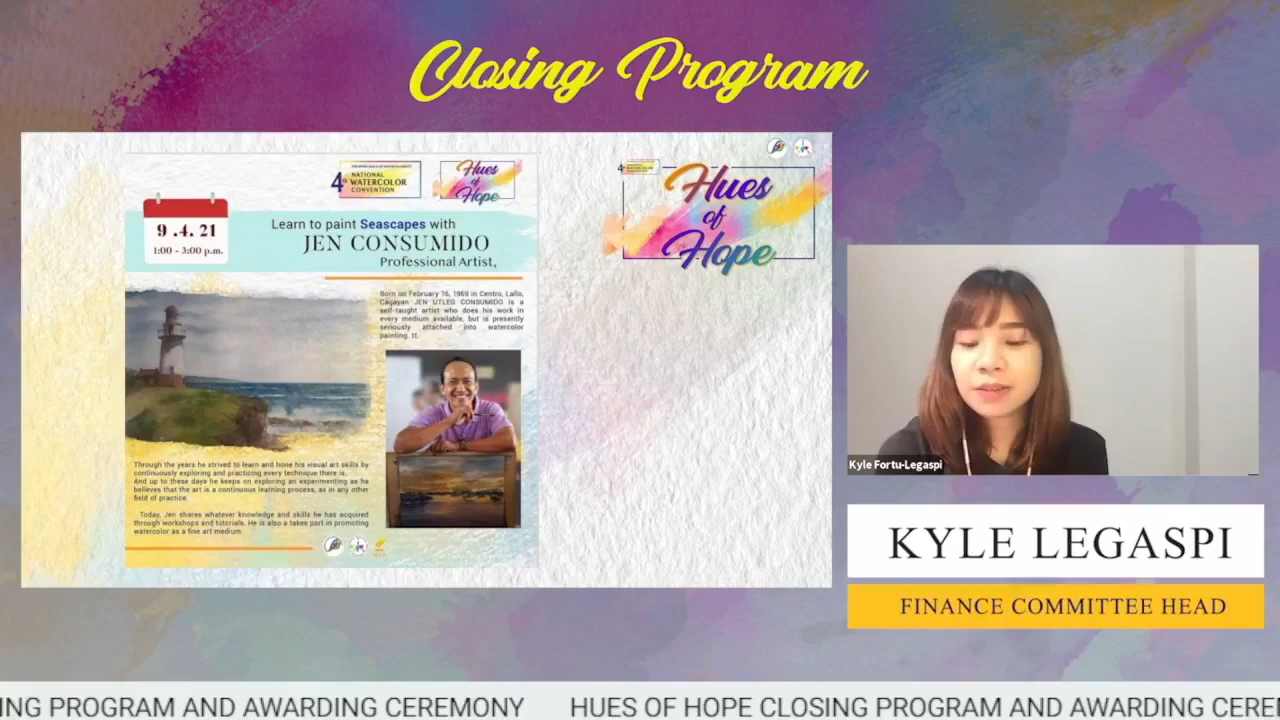 Closing Program
4th NATIONAL
WATERCOLOR
CONVENTION
Hues
of
Hope
9 .4. 21
1:00 - 3:00 p.m.
Learn to paint Seascapes with
JEN CONSUMIDO
Professional Artist,
Born on February 16, 1969 in Centro, Lallo,
Cagayan JEN UTLEG CONSUMIDO is a
self-taught artist who does his work in
every medium available, but is presently
seriously attached into watercolor
painting. tt
Through the years he strived to learn and hone his visual art skills by
continuously exploring and practicing every technique there is.
And up to these days he keeps on exploring an experimenting as he
believes that the art is a continuous learning process, as in any other
field of practice.
Today, Jen shares whatever knowledge and skills he has acquired
through workshops and tutorials. He is also a takes part in promoting
watercolor as a fine art medium.
Hues
of
Hope
Kyle Fortu-Legaspi
KYLE LEGASPI
FINANCE COMMITTEE HEAD
ING PROGRAM AND AWARDING CEREMONY HUES OF HOPE CLOSING PROGRAM AND AWARDING CERE